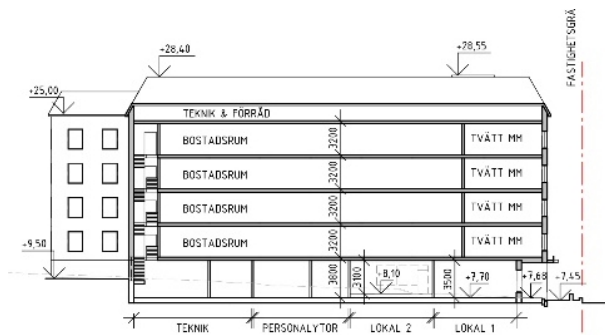 +28,40
+28,55
FASTIGHETSGRÄ
+25,00
TEKNIK & FÖRRÅD
BOSTADSRUM 3200 TVÄTT MM
BOSTADSRUM 3200 TVÄTT MM
BOSTADSRUM 3200 TVÄTT MM
BOSTADSRUM 3200 TVÄTT MM
+9,50
3800 3100 +8,10 3500 +7,70 +7,68 +7,45
TEKNIK PERSONALYTOR LOKAL 2 LOKAL 1